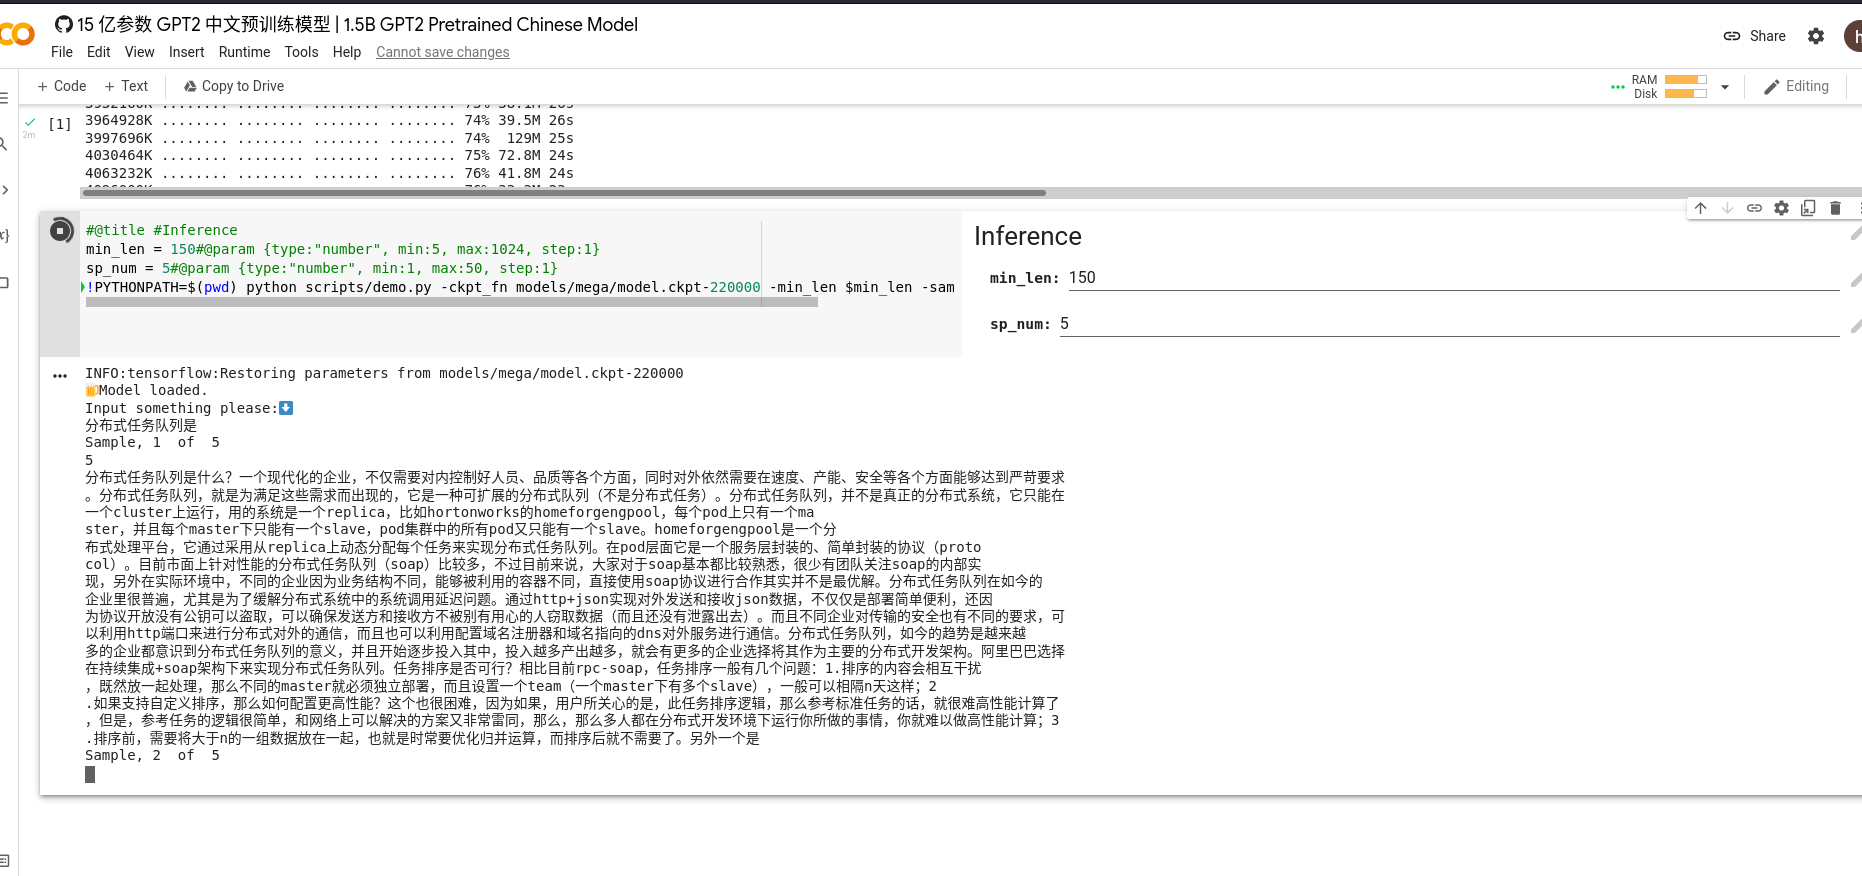 15 亿参数 GPT2 中文预训练模型 | 1.5B GPT2 Pretrained Chinese Model
File Edit View Insert Runtime Tools Help Cannot save changes
Share
+ Code + Text Copy to Drive
RAM
Disk
Editing
[1]
2m
3964928K ........ ........ ........ ........ 74% 39.5M 26s
3997696K ........ ........ ........ ........ 74% 129M 25s
4030464K ........ ........ ........ ........ 75% 72.8M 24s
4063232K ........ ........ ........ ........ 76% 41.8M 24s
#@title #Inference
min_len = 150#@param {type:"number", min:5, max:1024, step:1}
sp_num = 5#@param {type:"number", min:1, max:50, step:1}
!PYTHONPATH=$(pwd) python scripts/demo.py -ckpt_fn models/mega/model.ckpt-220000 -min_len $min_len -sam
Inference
min_len: 150
sp_num: 5
INFO:tensorflow:Restoring parameters from models/mega/model.ckpt-220000
🍺Model loaded.
Input something please:⬇️
分布式任务队列是
Sample, 1 of 5
5
分布式任务队列是什么？一个现代化的企业，不仅需要对内控制好人员、品质等各个方面，同时对外依然需要在速度、产能、安全等各个方面能够达到严苛要求
。分布式任务队列，就是为满足这些需求而出现的，它是一种可扩展的分布式队列（不是分布式任务）。分布式任务队列，并不是真正的分布式系统，它只能在
一个cluster上运行，用的系统是一个replica，比如hortonworks的homeforgengpool，每个pod上只有一个ma
ster，并且每个master下只能有一个slave，pod集群中的所有pod又只能有一个slave。homeforgengpool是一个分
布式处理平台，它通过采用从replica上动态分配每个任务来实现分布式任务队列。在pod层面它是一个服务层封装的、简单封装的协议（proto
col）。目前市面上针对性能的分布式任务队列（soap）比较多，不过目前来说，大家对于soap基本都比较熟悉，很少有团队关注soap的内部实
现，另外在实际环境中，不同的企业因为业务结构不同，能够被利用的容器不同，直接使用soap协议进行合作其实并不是最优解。分布式任务队列在如今的
企业里很普遍，尤其是为了缓解分布式系统中的系统调用延迟问题。通过http+json实现对外发送和接收json数据，不仅仅是部署简单便利，还因
为协议开放没有公钥可以盗取，可以确保发送方和接收方不被别有用心的人窃取数据（而且还没有泄露出去）。而且不同企业对传输的安全也有不同的要求，可
以利用http端口来进行分布式对外的通信，而且也可以利用配置域名注册器和域名指向的dns对外服务进行通信。分布式任务队列，如今的趋势是越来越
多的企业都意识到分布式任务队列的意义，并且开始逐步投入其中，投入越多产出越多，就会有更多的企业选择将其作为主要的分布式开发架构。阿里巴巴选择
在持续集成+soap架构下来实现分布式任务队列。任务排序是否可行？相比目前rpc-soap，任务排序一般有几个问题：1.排序的内容会相互干扰
，既然放一起处理，那么不同的master就必须独立部署，而且设置一个team（一个master下有多个slave），一般可以相隔n天这样；2
.如果支持自定义排序，那么如何配置更高性能？这个也很困难，因为如果，用户所关心的是，此任务排序逻辑，那么参考标准任务的话，就很难高性能计算了
，但是，参考任务的逻辑很简单，和网络上可以解决的方案又非常雷同，那么，那么多人都在分布式开发环境下运行你所做的事情，你就难以做高性能计算；3
.排序前，需要将大于n的一组数据放在一起，也就是时常要优化归并运算，而排序后就不需要了。另外一个是
Sample, 2 of 5